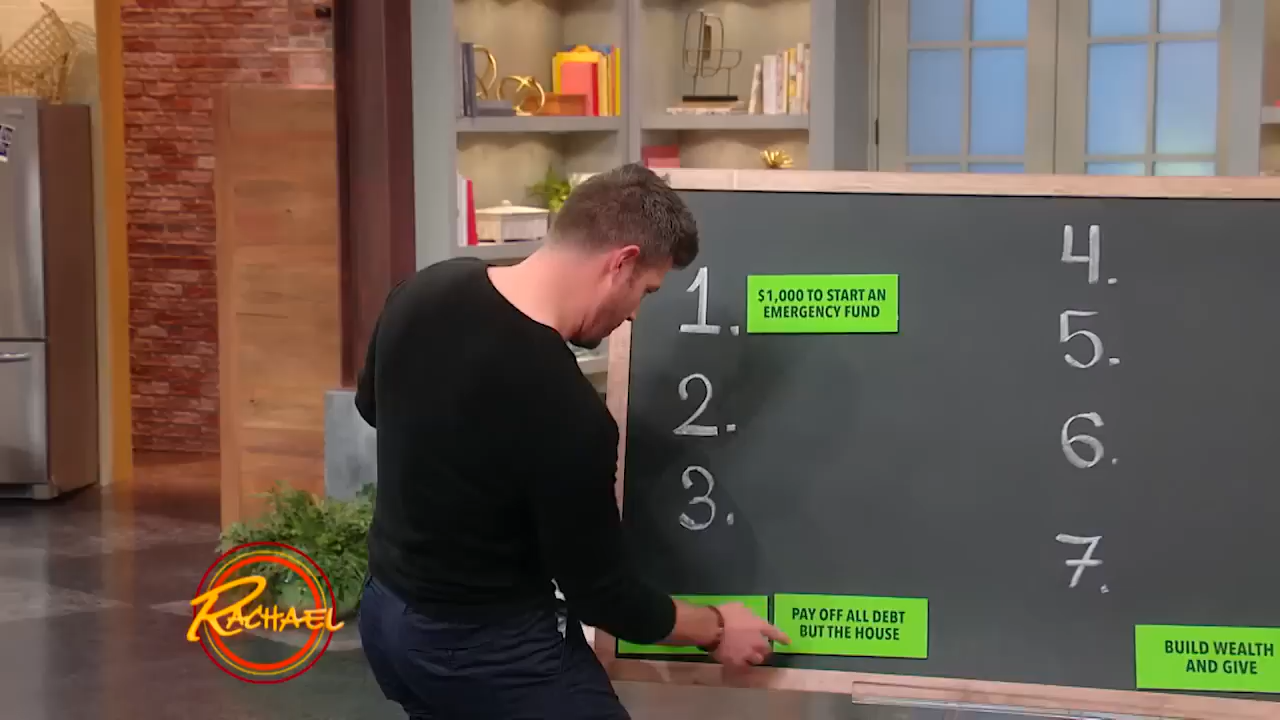 1.
$1,000 TO START AN
EMERGENCY FUND
2.
3.
4.
5.
6.
7.
PAY OFF ALL DEBT
BUT THE HOUSE
BUILD WEALTH
AND GIVE
RACHAEL